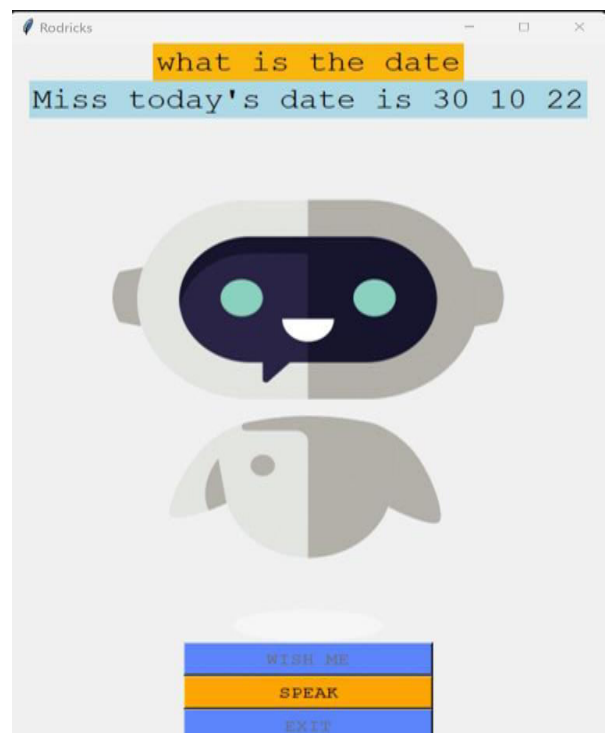 Rodricks
what is the date
Miss today's date is 30 10 22
WISH ME
SPEAK
EXIT